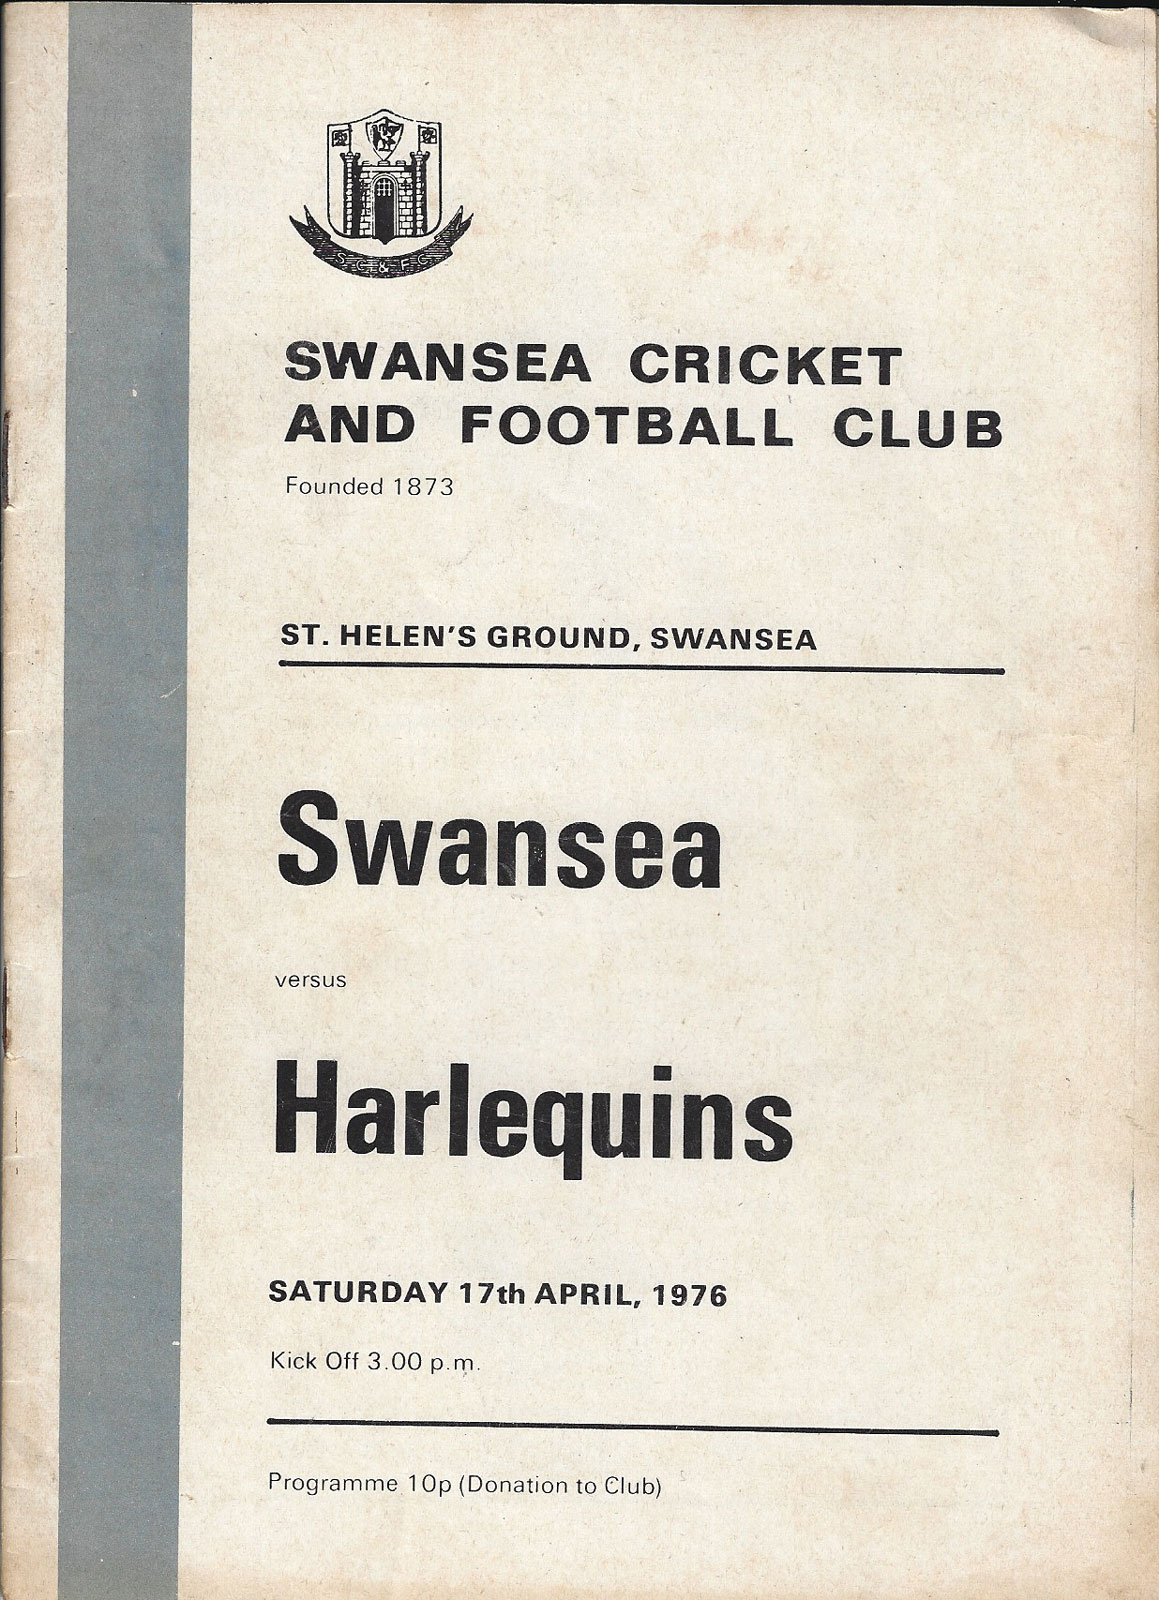 S C & F C
SWANSEA CRICKET
AND FOOTBALL CLUB
Founded 1873
ST. HELEN'S GROUND, SWANSEA
Swansea
versus
Harlequins
SATURDAY 17th APRIL, 1976
Kick Off 3.00 p.m.
Programme 10p (Donation to Club)